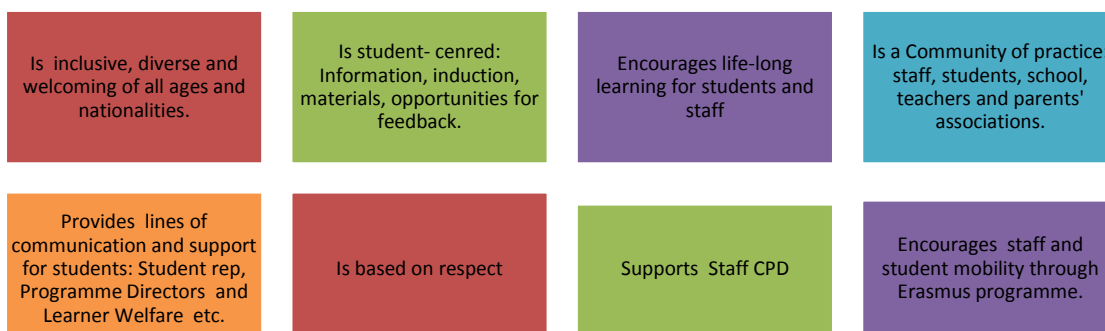 Is inclusive, diverse and
welcoming of all ages and
nationalities.
Is student- cenred:
Information, induction,
materials, opportunities for
feedback.
Encourages life-long
learning for students and
staff
Is a Community of practice
staff, students, school,
teachers and parents'
associations.
Provides lines of
communication and support
for students: Student rep,
Programme Directors and
Learner Welfare etc.
Is based on respect
Supports Staff CPD
Encourages staff and
student mobility through
Erasmus programme.